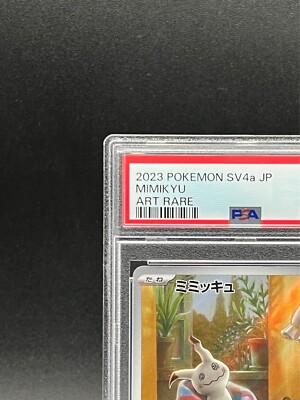 2023 POKEMON SV4a JP
MIMIKYU
ART RARE
PSA
たね
ミミッキュ